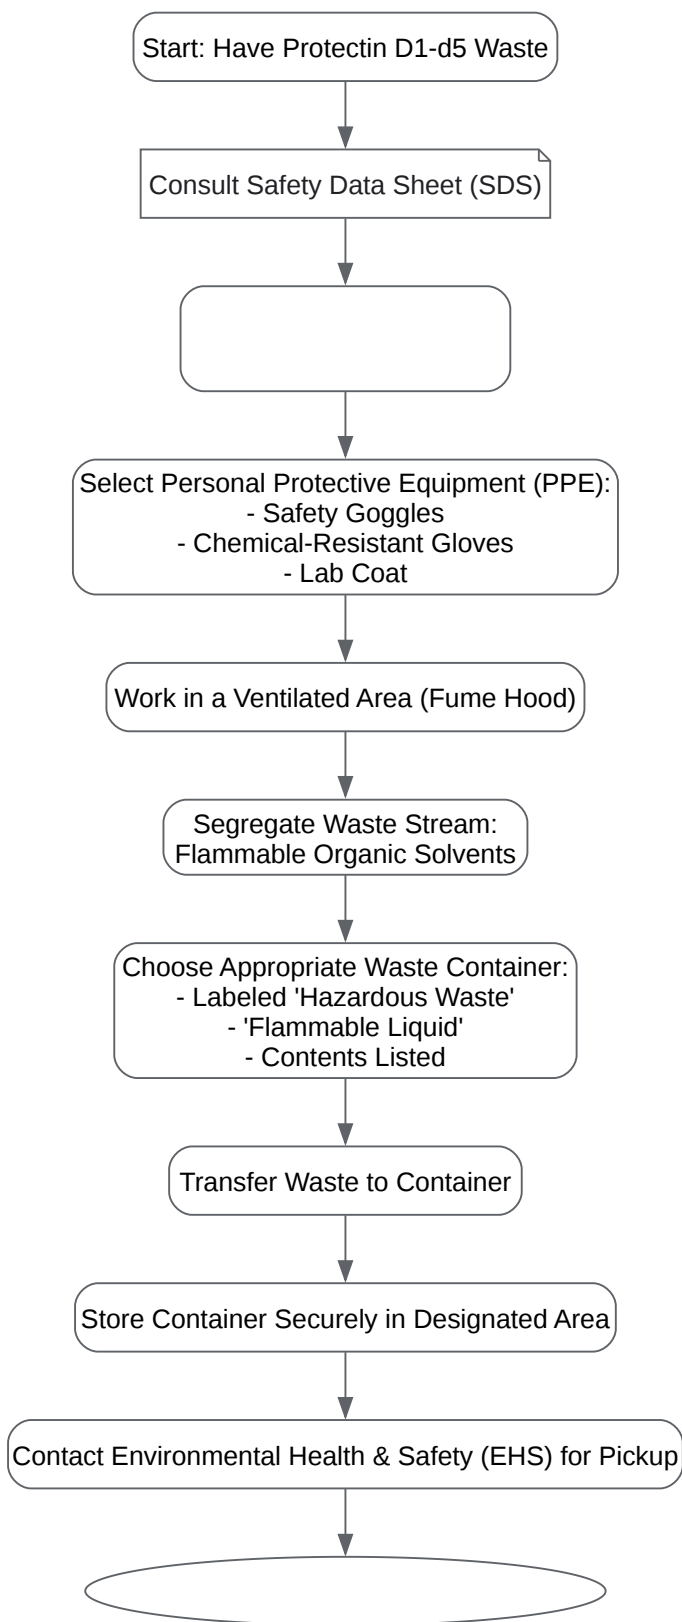 Start: Have Protectin D1-d5 Waste
Consult Safety Data Sheet (SDS)
Select Personal Protective Equipment (PPE):
- Safety Goggles
- Chemical-Resistant Gloves
- Lab Coat
Work in a Ventilated Area (Fume Hood)
Segregate Waste Stream:
Flammable Organic Solvents
Choose Appropriate Waste Container:
- Labeled 'Hazardous Waste'
- 'Flammable Liquid'
- Contents Listed
Transfer Waste to Container
Store Container Securely in Designated Area
Contact Environmental Health & Safety (EHS) for Pickup